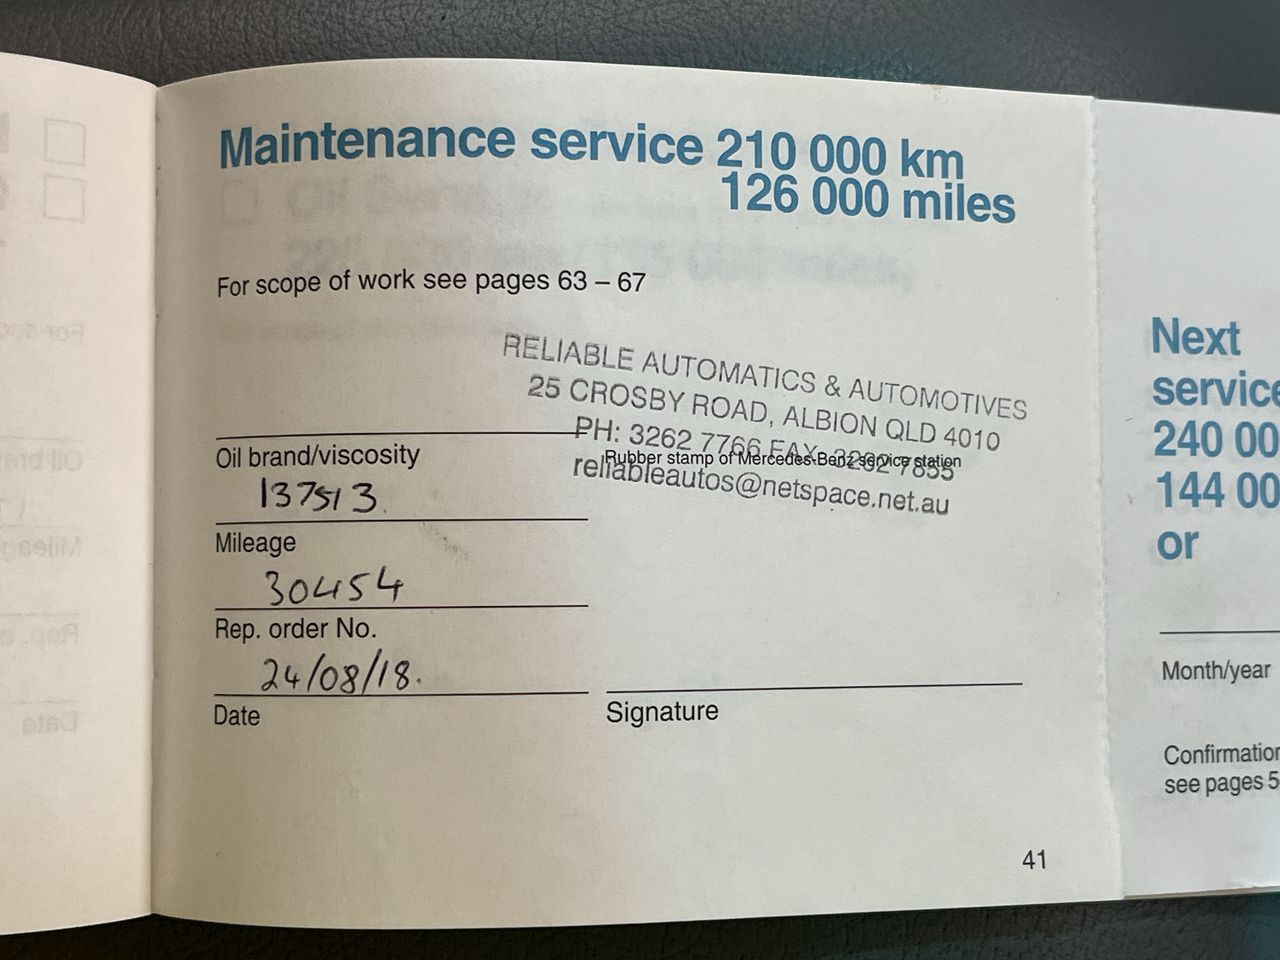 Maintenance service 210 000 km
126 000 miles
For scope of work see pages 63 – 67
RELIABLE AUTOMATICS & AUTOMOTIVES
25 CROSBY ROAD, ALBION QLD 4010
PH: 3262 7766 FAX: 3262 7855
Rubber stamp of Mercedes-Benz service station
reliableautos@netspace.net.au
Oil brand/viscosity
137513
Mileage
30454
Rep. order No.
24/08/18.
Date
Signature
41
Next
service
240 00
144 00
or
Month/year
Confirmation
see pages 5